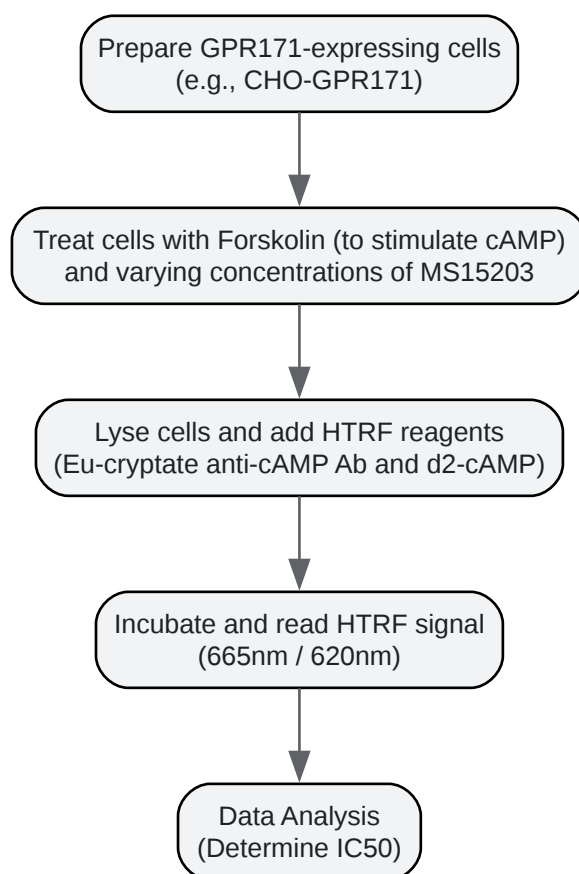 Prepare GPR171-expressing cells
(e.g., CHO-GPR171)
Treat cells with Forskolin (to stimulate cAMP)
and varying concentrations of MS15203
Lyse cells and add HTRF reagents
(Eu-cryptate anti-cAMP Ab and d2-cAMP)
Incubate and read HTRF signal
(665nm / 620nm)
Data Analysis
(Determine IC50)